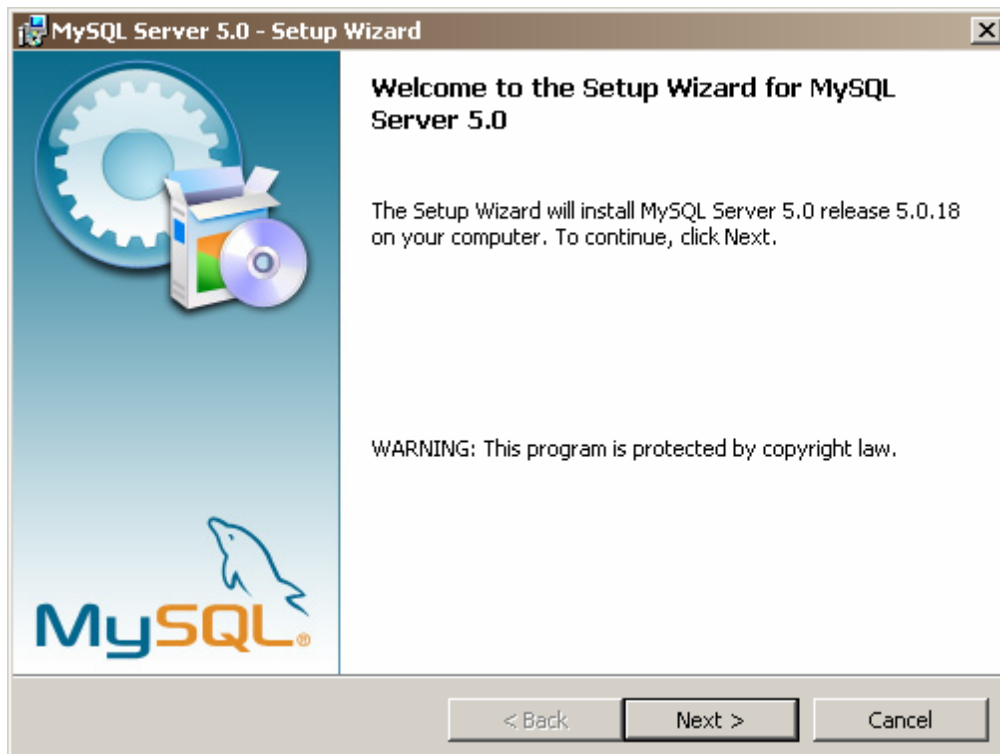 MySQL Server 5.0 - Setup Wizard
Welcome to the Setup Wizard for MySQL
Server 5.0
The Setup Wizard will install MySQL Server 5.0 release 5.0.18
on your computer. To continue, click Next.
WARNING: This program is protected by copyright law.
MySQL®
< Back
Next >
Cancel